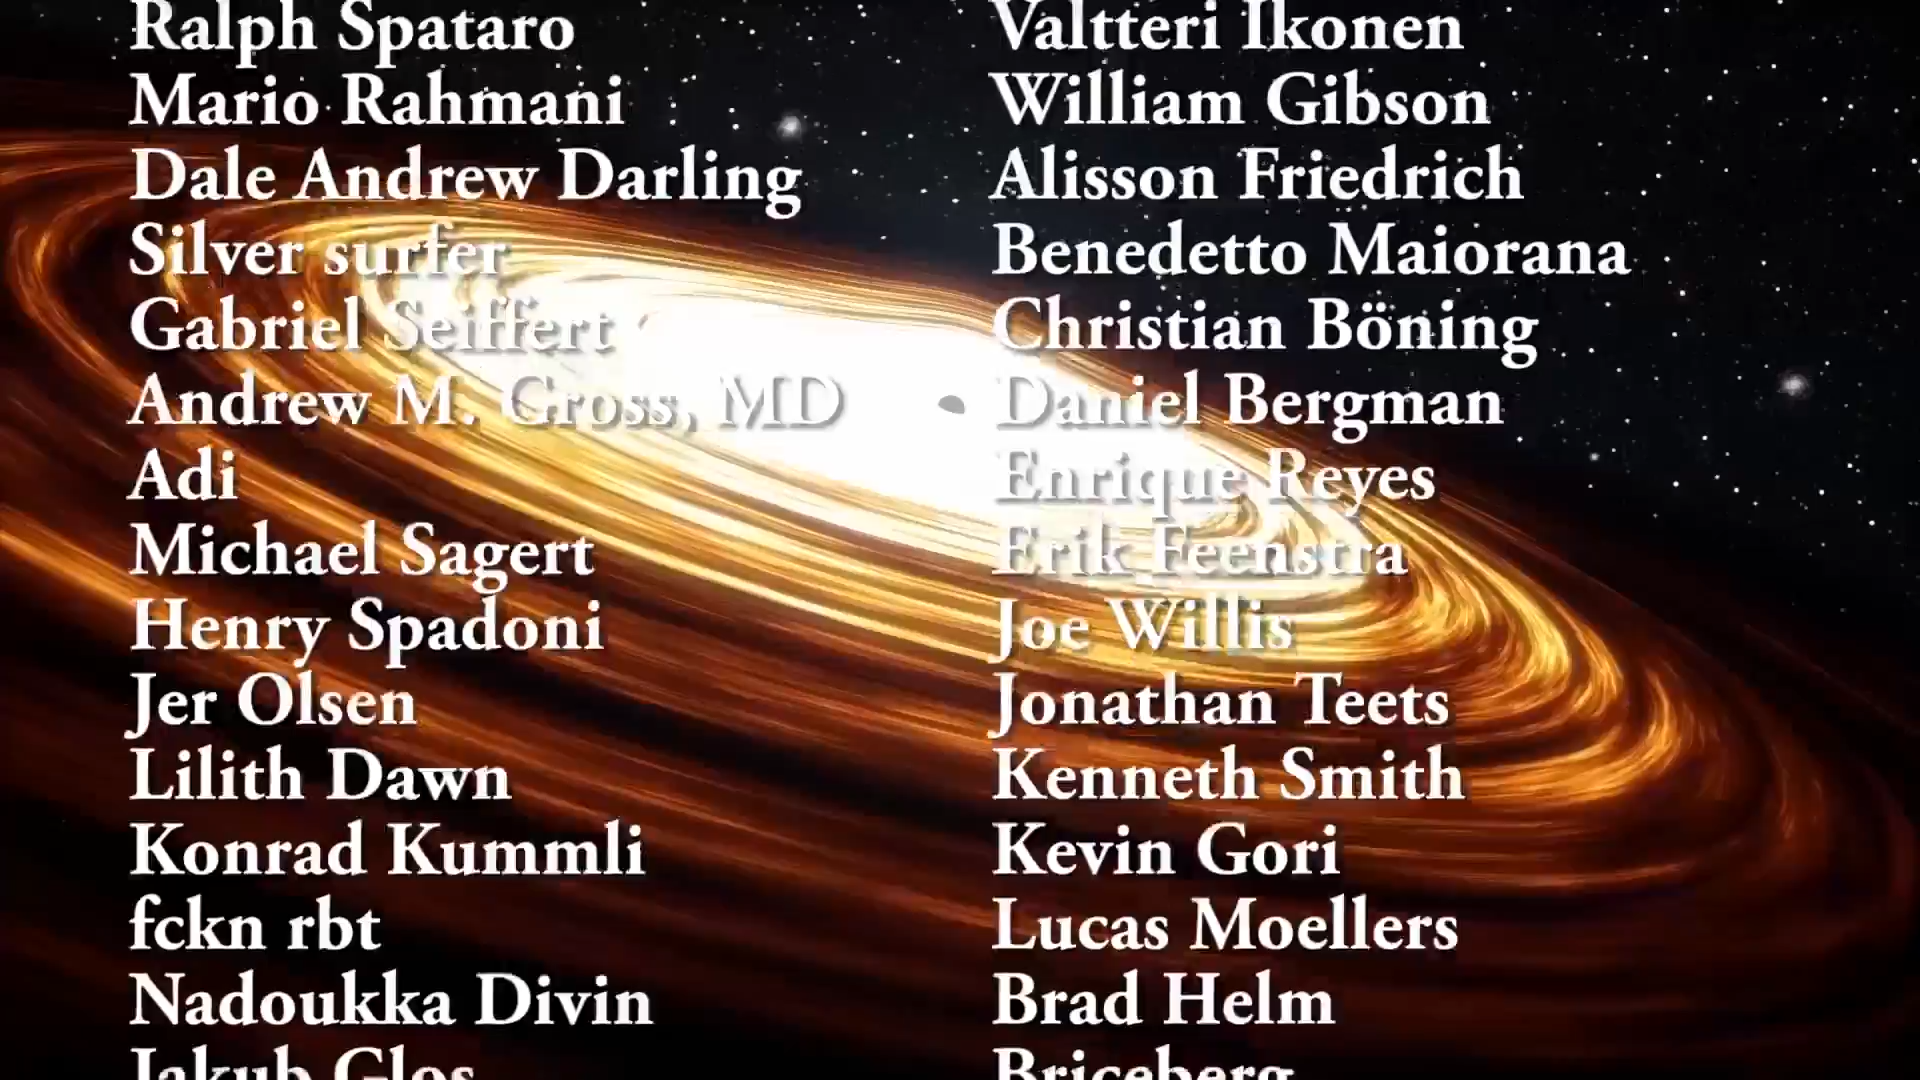 Ralph Spataro
Mario Rahmani
Dale Andrew Darling
Silver surfer
Gabriel Seiffert
Andrew M. Gross, MD
Adi
Michael Sagert
Henry Spadoni
Jer Olsen
Lilith Dawn
Konrad Kummli
fckn rbt
Nadoukka Divin
Jakub Glos
Valtteri Ikonen
William Gibson
Alisson Friedrich
Benedetto Maiorana
Christian Böning
Daniel Bergman
Enrique Reyes
Erik Feenstra
Joe Willis
Jonathan Teets
Kenneth Smith
Kevin Gori
Lucas Moellers
Brad Helm
Briceberg